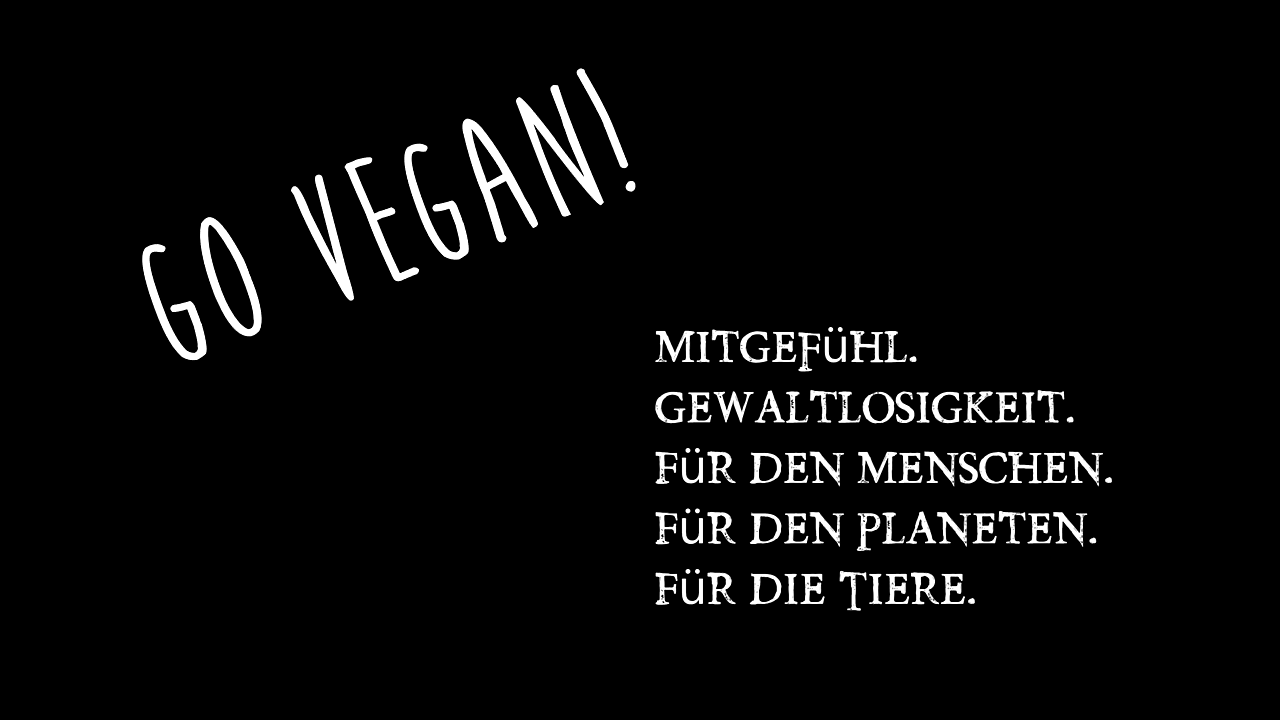 GO VEGAN!
MITGEFÜHL.
GEWALTLOSIGKEIT.
FÜR DEN MENSCHEN.
FÜR DEN PLANETEN.
FÜR DIE TIERE.